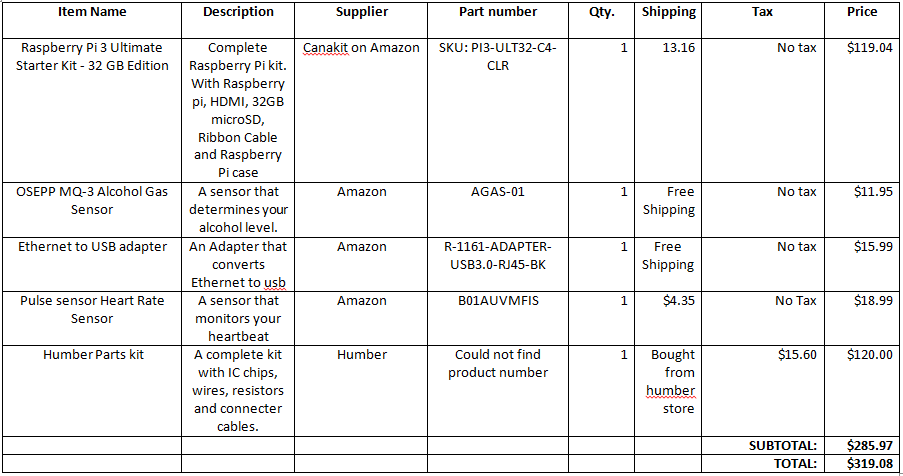 Item Name Description Supplier Part number Qty. Shipping Tax Price
Raspberry Pi 3 Ultimate Complete Canakit on Amazon SKU: PI3-ULT32-C4- 1 13.16 No tax $119.04
Starter Kit - 32 GB Edition Raspberry Pi kit. CLR
With Raspberry
pi, HDMI, 32GB
microSD,
Ribbon Cable
and Raspberry
Pi case
OSEPP MQ-3 Alcohol Gas A sensor that Amazon AGAS-01 1 Free No tax $11.95
Sensor determines your Shipping
alcohol level.
Ethernet to USB adapter An Adapter that Amazon R-1161-ADAPTER- 1 Free No tax $15.99
converts USB3.0-RJ45-BK Shipping
Ethernet to usb
Pulse sensor Heart Rate A sensor that Amazon B01AUVMFIS 1 $4.35 No Tax $18.99
Sensor monitors your
heartbeat
Humber Parts kit A complete kit Humber Could not find 1 Bought $15.60 $120.00
with IC chips, product number from
wires, resistors humber
and connecter store
cables.
SUBTOTAL: $285.97
TOTAL: $319.08